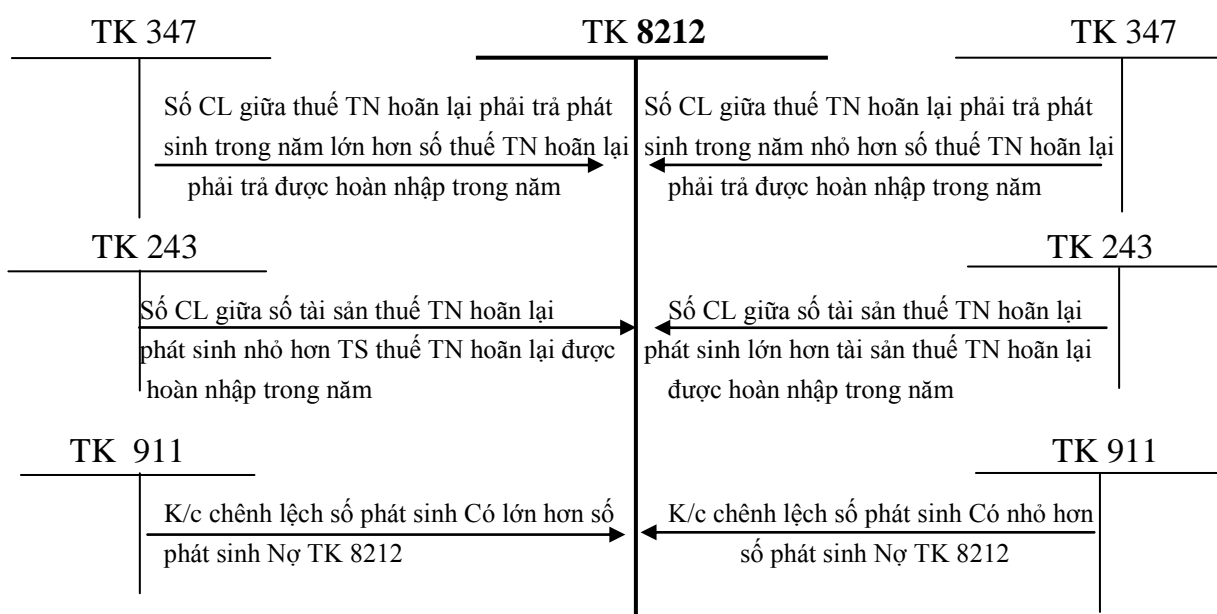 TK 347
TK 8212
TK 347
Số CL giữa thuế TN hoãn lại phải trả phát
sinh trong năm lớn hơn số thuế TN hoãn lại
phải trả được hoàn nhập trong năm
Số CL giữa thuế TN hoãn lại phải trả phát
sinh trong năm nhỏ hơn số thuế TN hoãn lại
phải trả được hoàn nhập trong năm
TK 243
TK 243
Số CL giữa số tài sản thuế TN hoãn lại
phát sinh nhỏ hơn TS thuế TN hoãn lại được
hoàn nhập trong năm
Số CL giữa số tài sản thuế TN hoãn lại
phát sinh lớn hơn tài sản thuế TN hoãn lại
được hoàn nhập trong năm
TK 911
TK 911
K/c chênh lệch số phát sinh Có lớn hơn số
phát sinh Nợ TK 8212
K/c chênh lệch số phát sinh Có nhỏ hơn
số phát sinh Nợ TK 8212